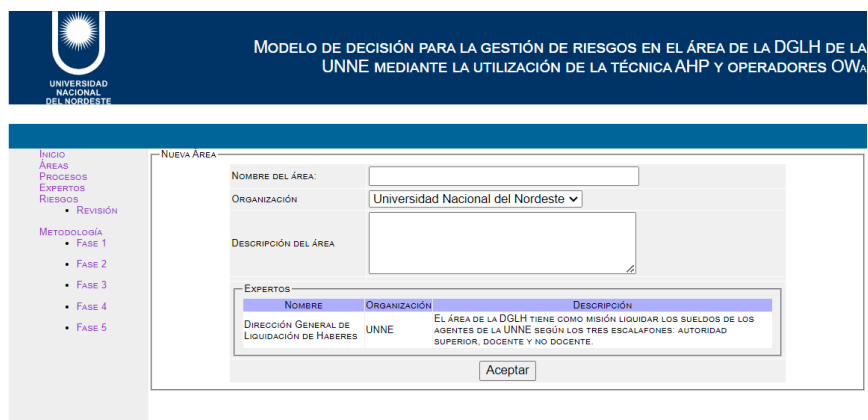 UNIVERSIDAD
NACIONAL
DEL NORDESTE
MODELO DE DECISIÓN PARA LA GESTIÓN DE RIESGOS EN EL ÁREA DE LA DGLH DE LA
UNNE MEDIANTE LA UTILIZACIÓN DE LA TÉCNICA AHP Y OPERADORES OWA
INICIO
ÁREAS
PROCESOS
EXPERTOS
RIESGOS
• REVISIÓN
METODOLOGÍA
• FASE 1
• FASE 2
• FASE 3
• FASE 4
• FASE 5
NUEVA AREA
NOMBRE DEL ÁREA:
ORGANIZACIÓN
Universidad Nacional del Nordeste
DESCRIPCIÓN DEL ÁREA
EXPERTOS
NOMBRE ORGANIZACIÓN DESCRIPCIÓN
DIRECCIÓN GENERAL DE
LIQUIDACIÓN DE HABERES
UNNE
EL ÁREA DE LA DGLH TIENE COMO MISIÓN LIQUIDAR LOS SUELDOS DE LOS
AGENTES DE LA UNNE SEGÚN LOS TRES ESCALAFONES: AUTORIDAD
SUPERIOR, DOCENTE Y NO DOCENTE.
Aceptar